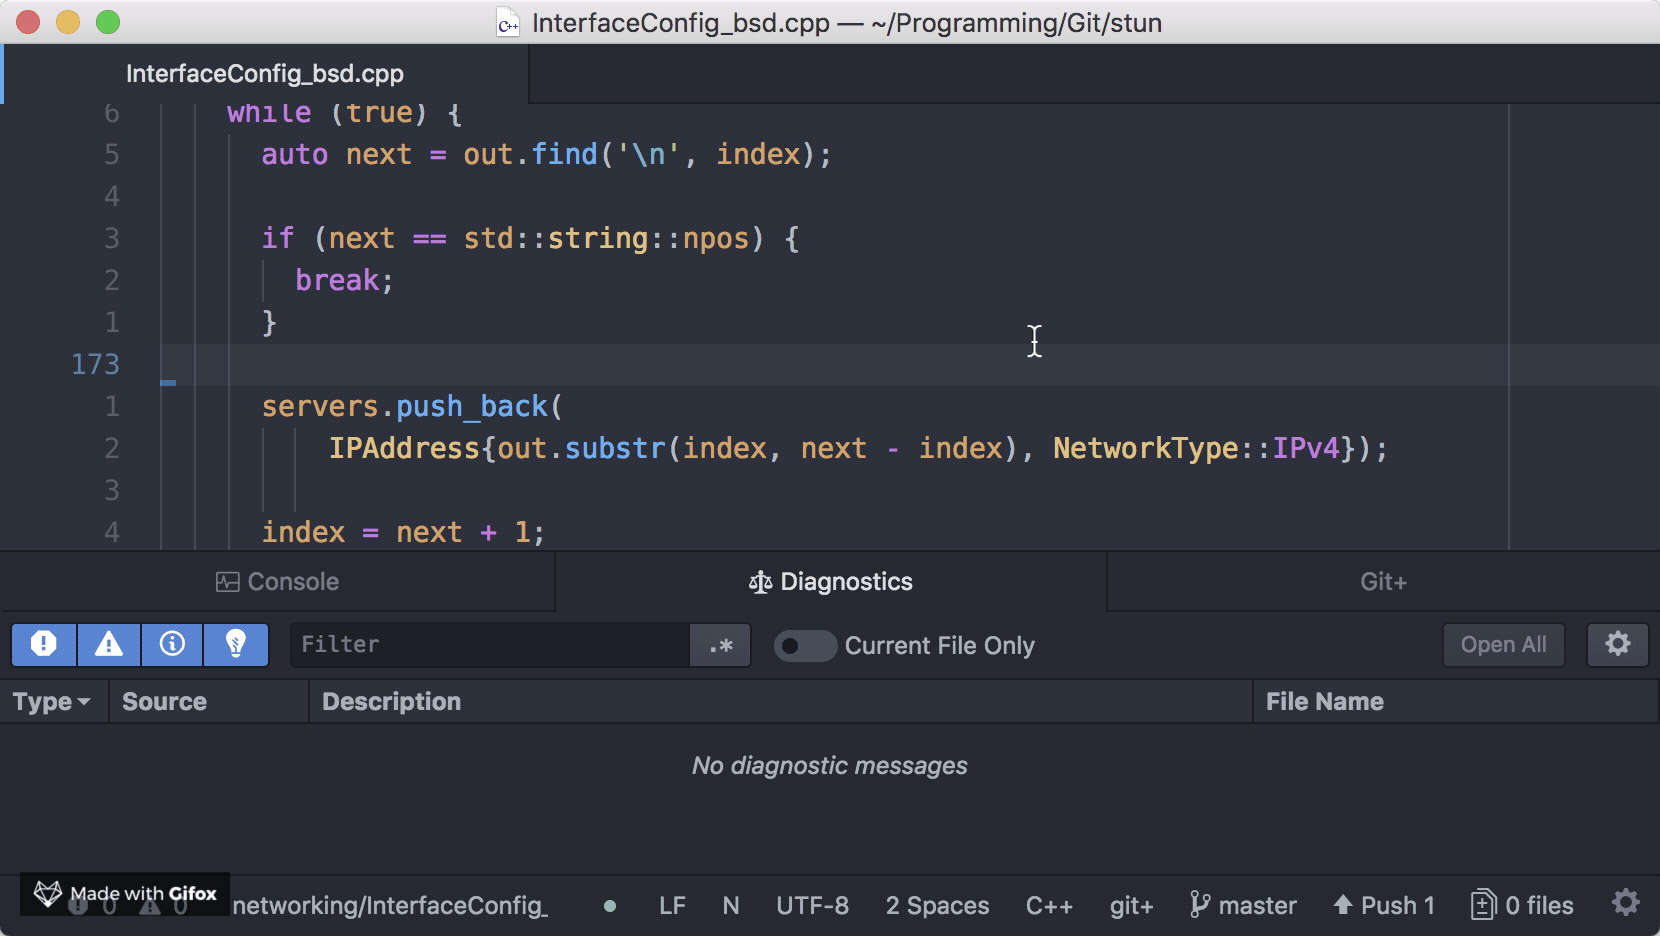 InterfaceConfig_bsd.cpp — ~/Programming/Git/stun
InterfaceConfig_bsd.cpp
6 while (true) {
5 auto next = out.find('\n', index);
4
3 if (next == std::string::npos) {
2 break;
1 }
173
1 servers.push_back(
2 IPAddress{out.substr(index, next - index), NetworkType::IPv4});
3
4 index = next + 1;
Console Diagnostics Git+
Filter .* Current File Only Open All
Type Source Description File Name
No diagnostic messages
Made with Gifox
0 0 networking/InterfaceConfig_ LF N UTF-8 2 Spaces C++ git+ master Push 1 0 files